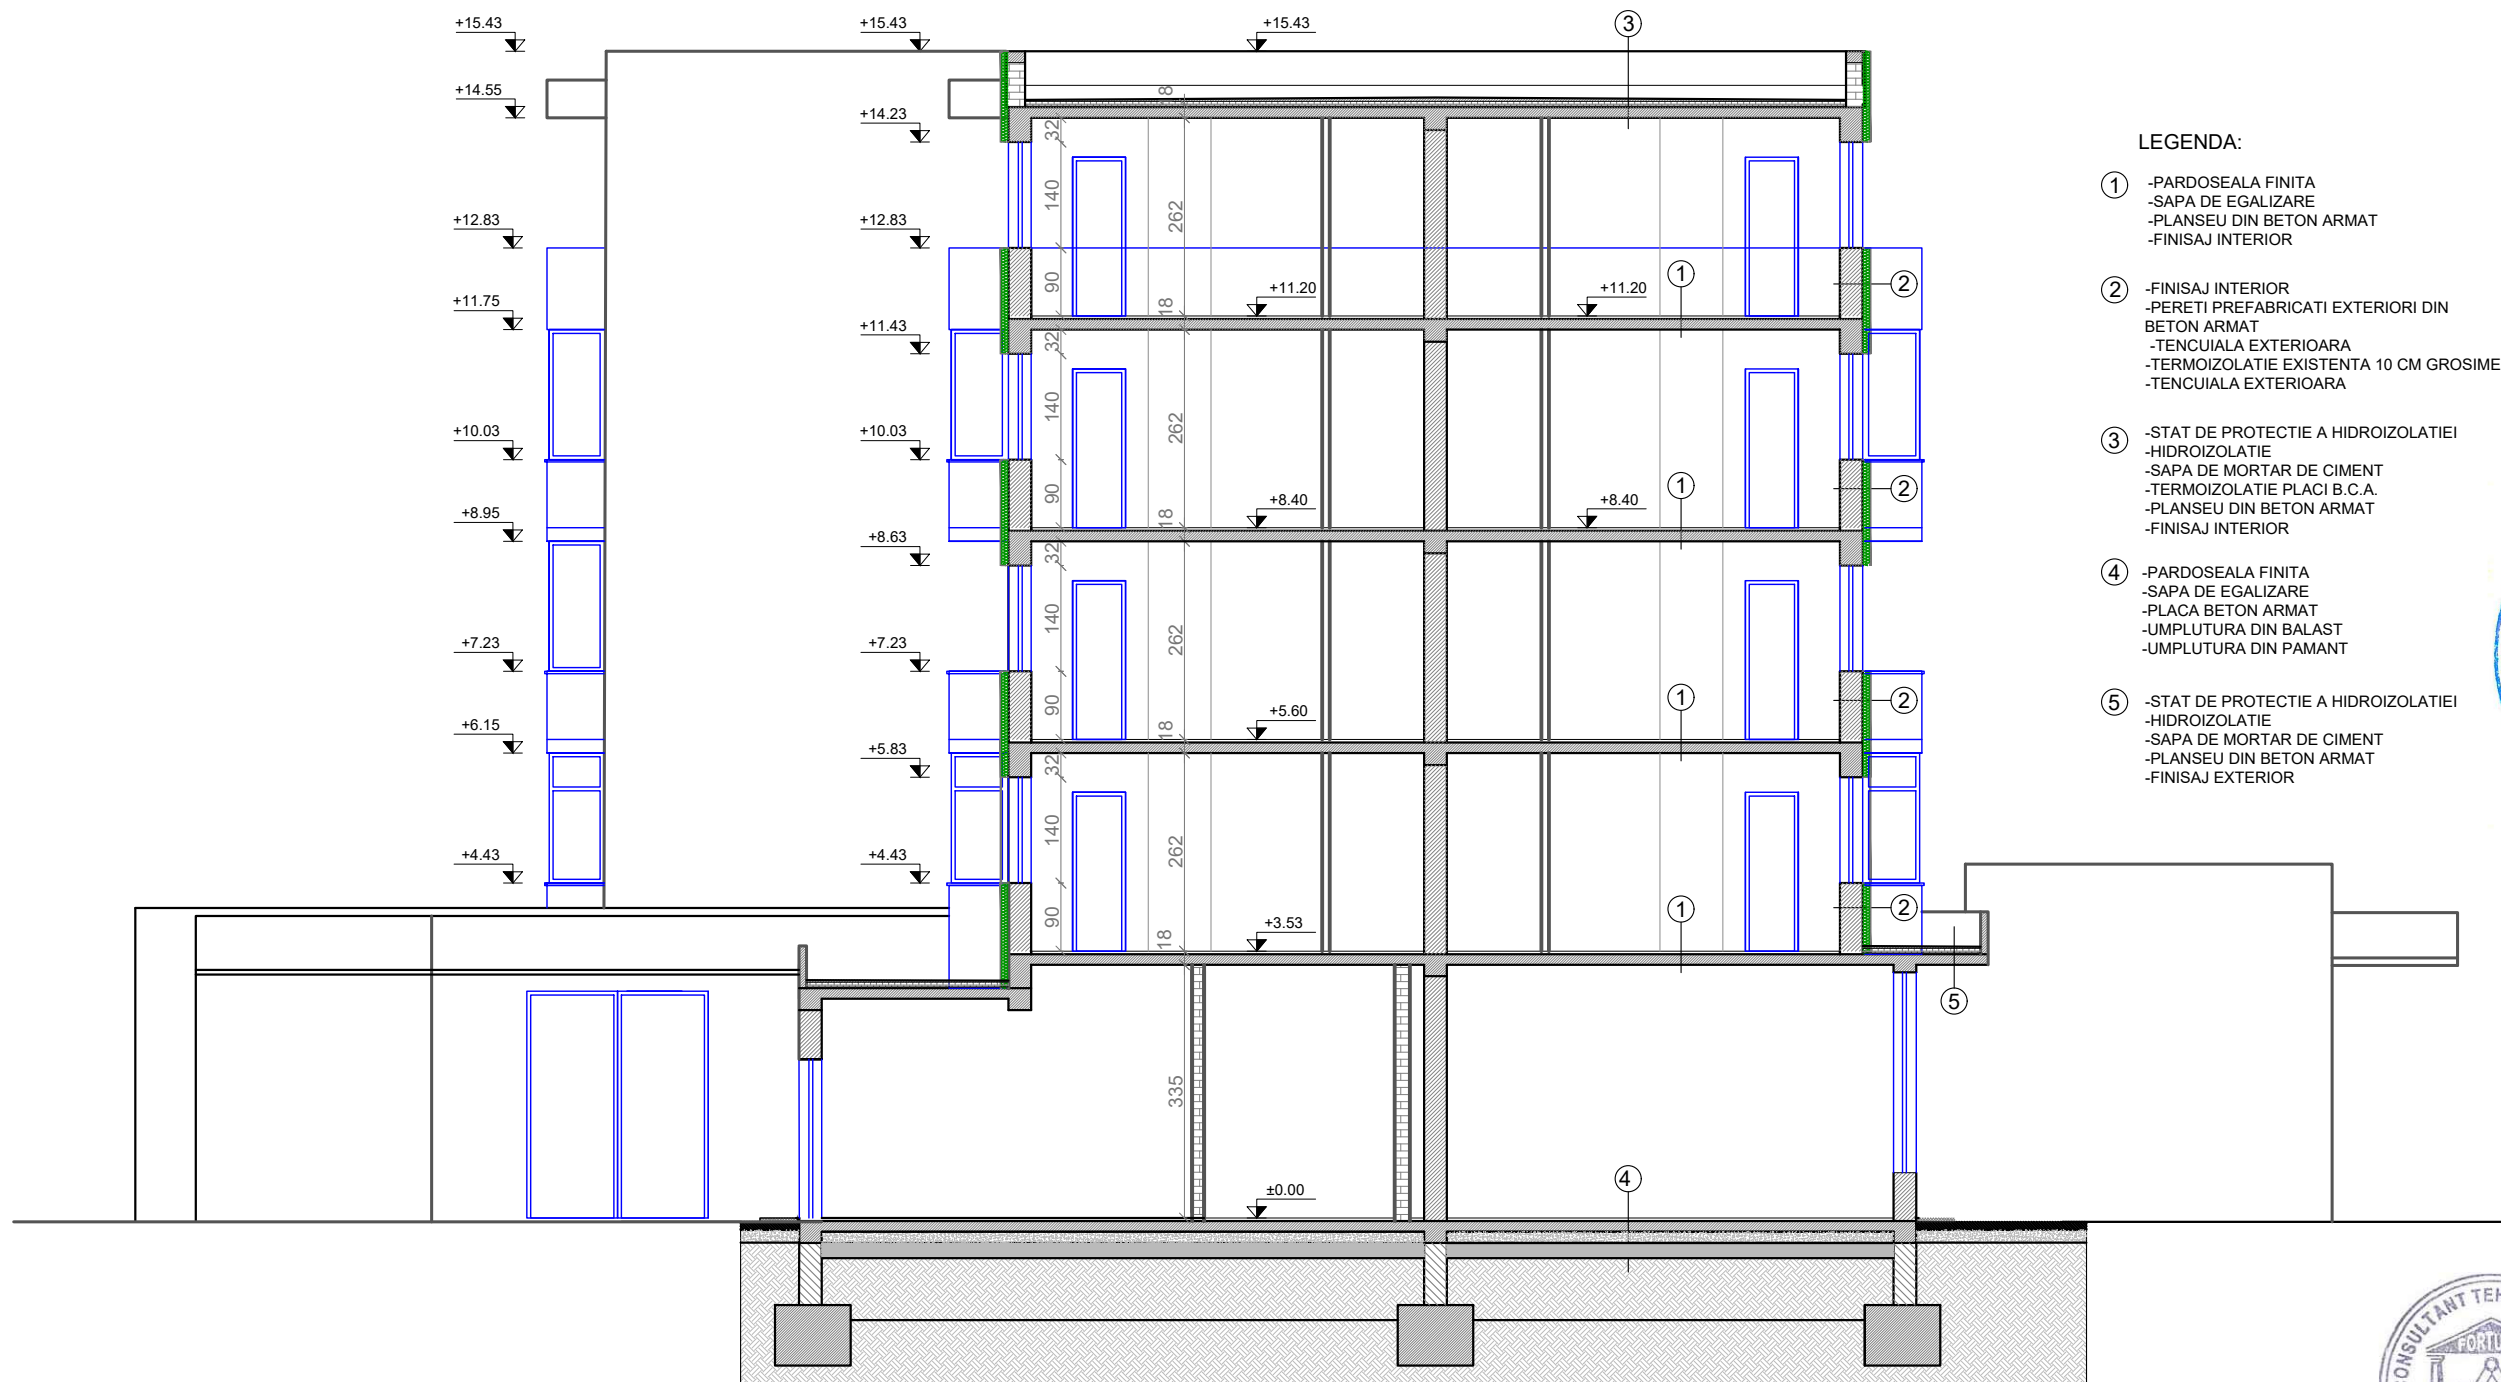 +15.43
+15.43
+15.43
3
+14.55
8
+14.23
32
140
262
+12.83
+12.83
90
18
+11.20
+11.20
1
2
+11.75
+11.43
32
140
262
+10.03
+10.03
90
18
+8.40
+8.40
1
2
+8.95
+8.63
32
140
262
+7.23
+7.23
90
18
+5.60
1
2
+6.15
+5.83
32
140
262
+4.43
+4.43
90
18
+3.53
1
2
5
335
±0.00
4
LEGENDA:
1
-PARDOSEALA FINITA
-SAPA DE EGALIZARE
-PLANSEU DIN BETON ARMAT
-FINISAJ INTERIOR
2
-FINISAJ INTERIOR
-PERETI PREFABRICATI EXTERIORI DIN
BETON ARMAT
-TENCUIALA EXTERIOARA
-TERMOIZOLATIE EXISTENTA 10 CM GROSIME
-TENCUIALA EXTERIOARA
3
-STAT DE PROTECTIE A HIDROIZOLATIEI
-HIDROIZOLATIE
-SAPA DE MORTAR DE CIMENT
-TERMOIZOLATIE PLACI B.C.A.
-PLANSEU DIN BETON ARMAT
-FINISAJ INTERIOR
4
-PARDOSEALA FINITA
-SAPA DE EGALIZARE
-PLACA BETON ARMAT
-UMPLUTURA DIN BALAST
-UMPLUTURA DIN PAMANT
5
-STAT DE PROTECTIE A HIDROIZOLATIEI
-HIDROIZOLATIE
-SAPA DE MORTAR DE CIMENT
-PLANSEU DIN BETON ARMAT
-FINISAJ EXTERIOR